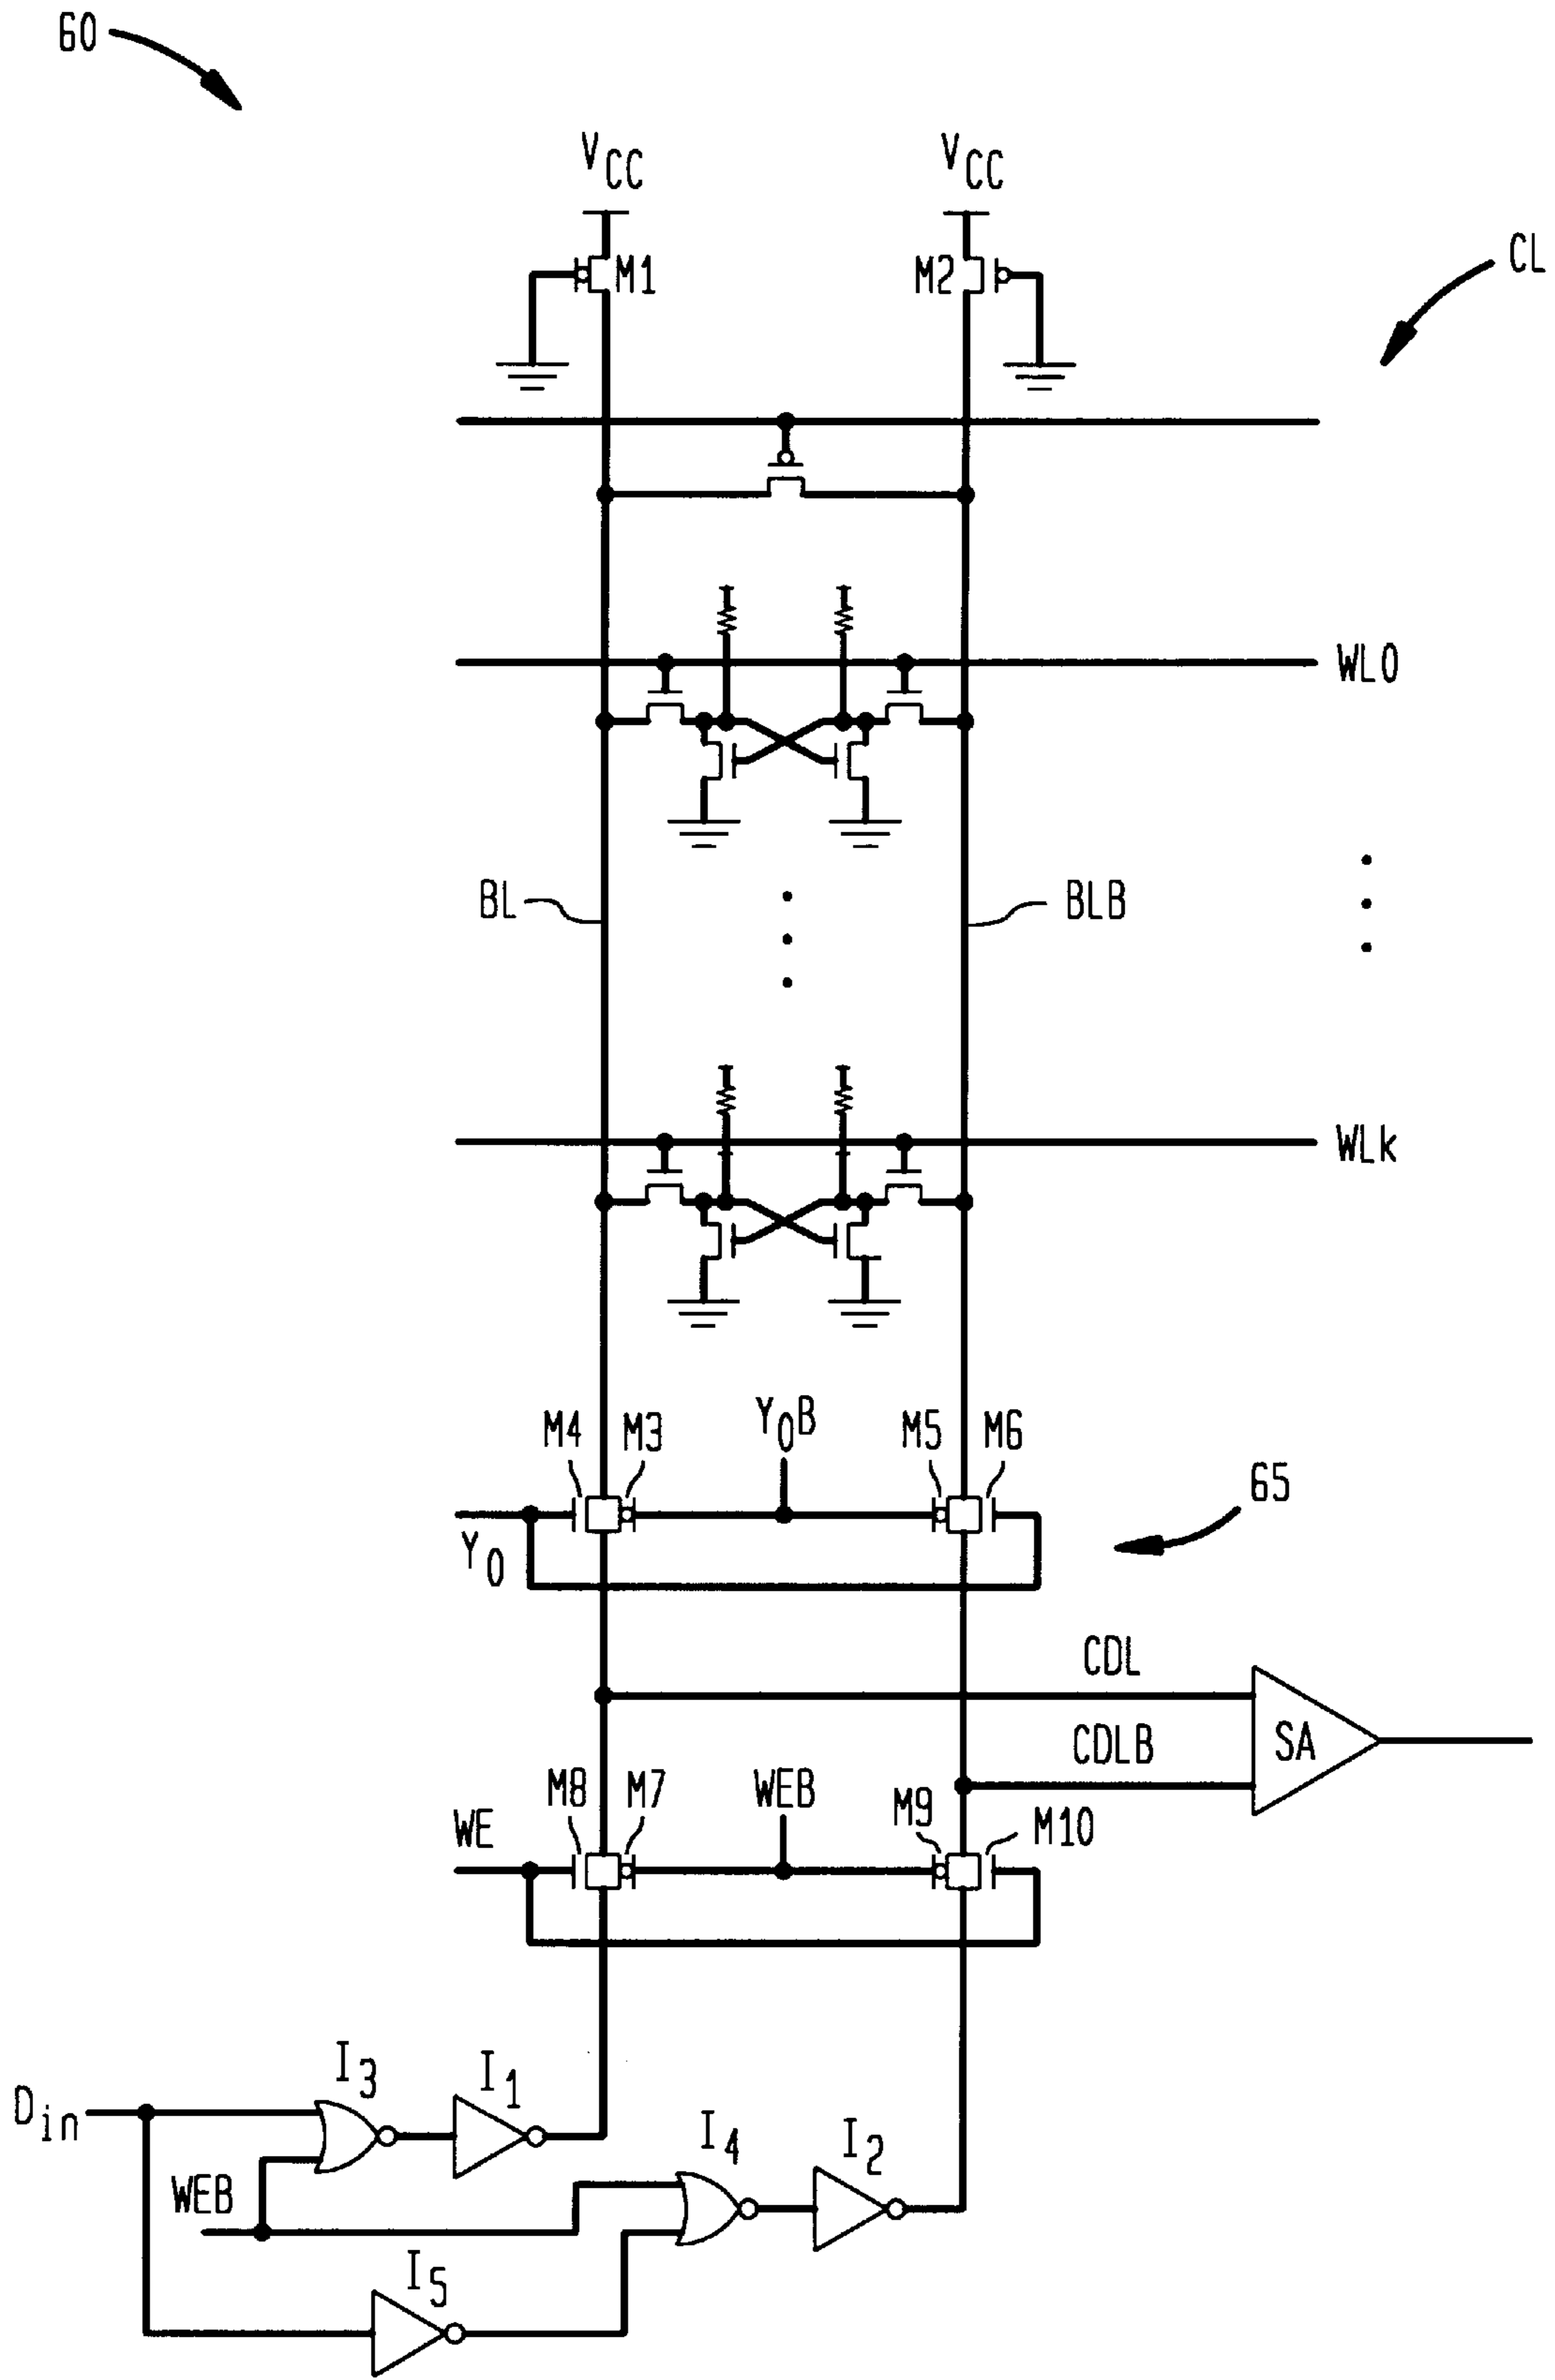 60
VCC VCC
M1 M2
CL
WL0
BL BLB
WLk
M4 M3 Y0B M5 M6
65
Y0
CDL
SA
CDLB
M8 M7 WEB M9 M10
WE
I3 I1
Din
I4 I2
WEB
I5